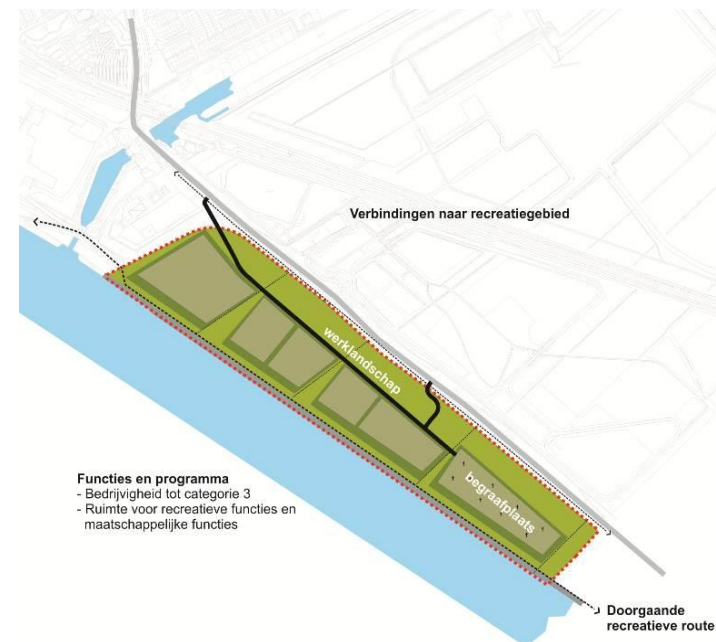 Verbindingen naar recreatiegebied
werklandschap
begraafplaats
Functies en programma
- Bedrijvigheid tot categorie 3
- Ruimte voor recreatieve functies en
maatschappelijke functies
Doorgaande
recreatieve route